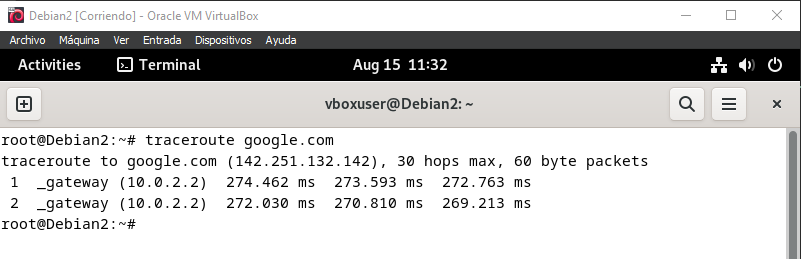 Debian2 [Corriendo] - Oracle VM VirtualBox
Archivo Máquina Ver Entrada Dispositivos Ayuda
Activities Terminal Aug 15 11:32
vboxuser@Debian2: ~
root@Debian2:~# traceroute google.com
traceroute to google.com (142.251.132.142), 30 hops max, 60 byte packets
 1  _gateway (10.0.2.2)  274.462 ms  273.593 ms  272.763 ms
 2  _gateway (10.0.2.2)  272.030 ms  270.810 ms  269.213 ms
root@Debian2:~#